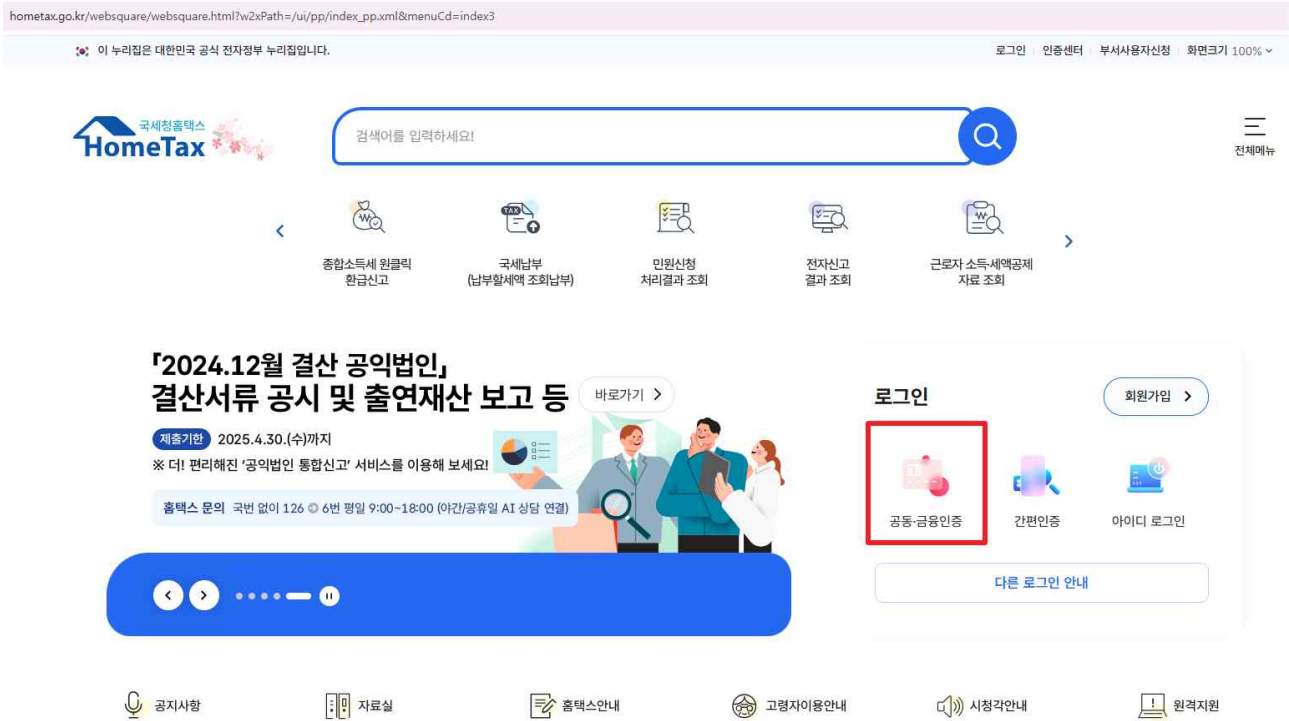 hometax.go.kr/websquare/websquare.html?w2xPath=/ui/pp/index_pp.xml&menuCd=index3
이 누리집은 대한민국 공식 전자정부 누리집입니다.
로그인 인증센터 부서사용자신청 화면크기 100%
국세청홈택스
HomeTax
검색어를 입력하세요!
전체메뉴
TAX
종합소득세 원클릭
환급신고
국세납부
(납부할세액 조회납부)
민원신청
처리결과 조회
전자신고
결과 조회
근로자 소득·세액공제
자료 조회
「2024.12월 결산 공익법인」
결산서류 공시 및 출연재산 보고 등
바로가기
제출기한 2025.4.30.(수)까지
※ 더! 편리해진 ‘공익법인 통합신고’ 서비스를 이용해 보세요!
홈택스 문의 국번 없이 126 ➩ 6번 평일 9:00~18:00 (야간/공휴일 AI 상담 연결)
로그인
회원가입
공동·금융인증
간편인증
아이디 로그인
다른 로그인 안내
공지사항
자료실
홈택스안내
고령자이용안내
시청각안내
원격지원